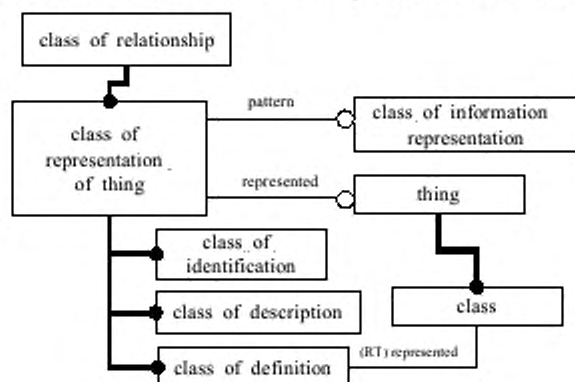 class of relationship
pattern
class of information
representation
class of
representation
of thing
represented
thing
class of
identification
class of description
class
(RT) represented
class of definition